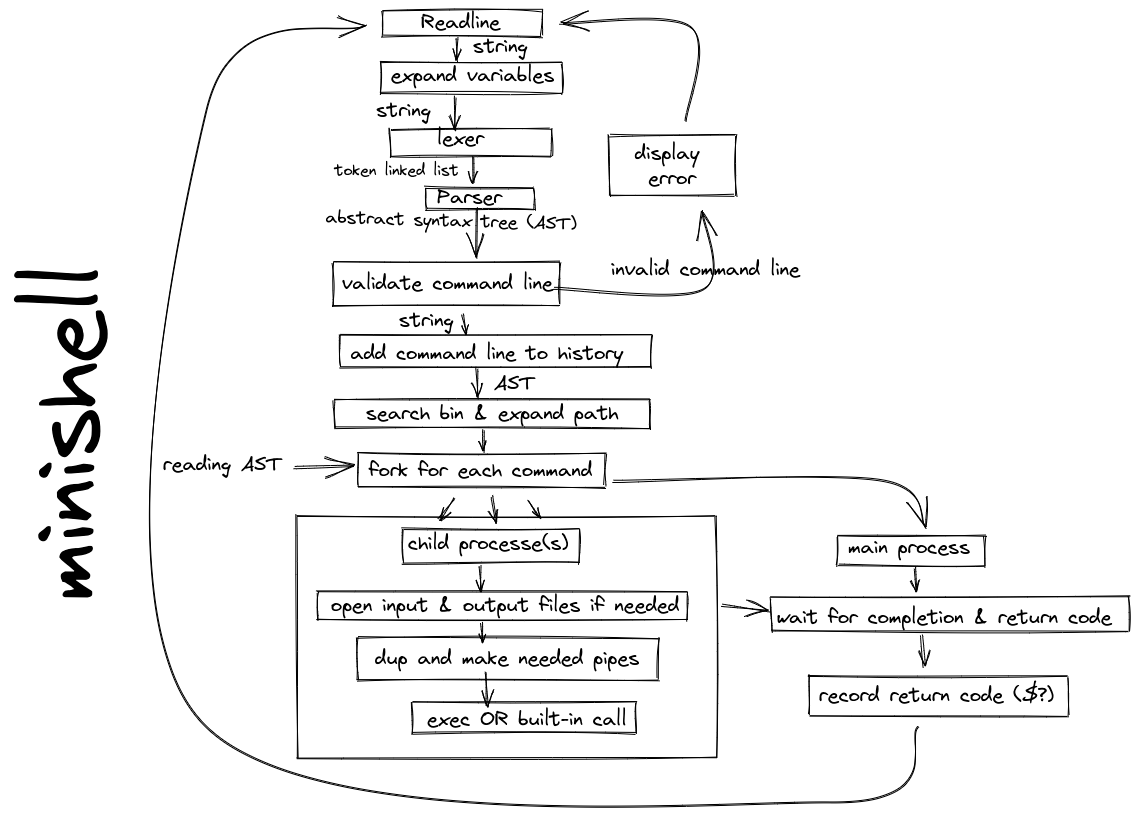 minishell
Readline
string
expand variables
string
lexer
token linked list
Parser
abstract syntax tree (AST)
display
error
invalid command line
validate command line
string
add command line to history
AST
search bin & expand path
reading AST
fork for each command
child processe(s)
open input & output files if needed
dup and make needed pipes
exec OR built-in call
main process
wait for completion & return code
record return code ($?)